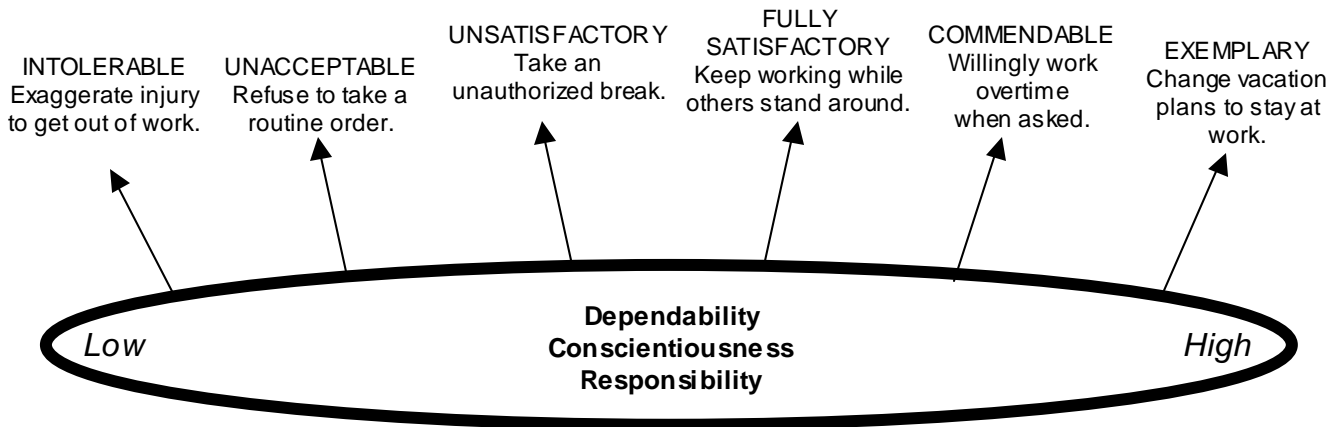 INTOLERABLE
Exaggerate injury
to get out of work.
UNACCEPTABLE
Refuse to take a
routine order.
UNSATISFACTORY
Take an
unauthorized break.
FULLY
SATISFACTORY
Keep working while
others stand around.
COMMENDABLE
Willingly work
overtime
when asked.
EXEMPLARY
Change vacation
plans to stay at
work.
Low
Dependability
Conscientiousness
Responsibility
High